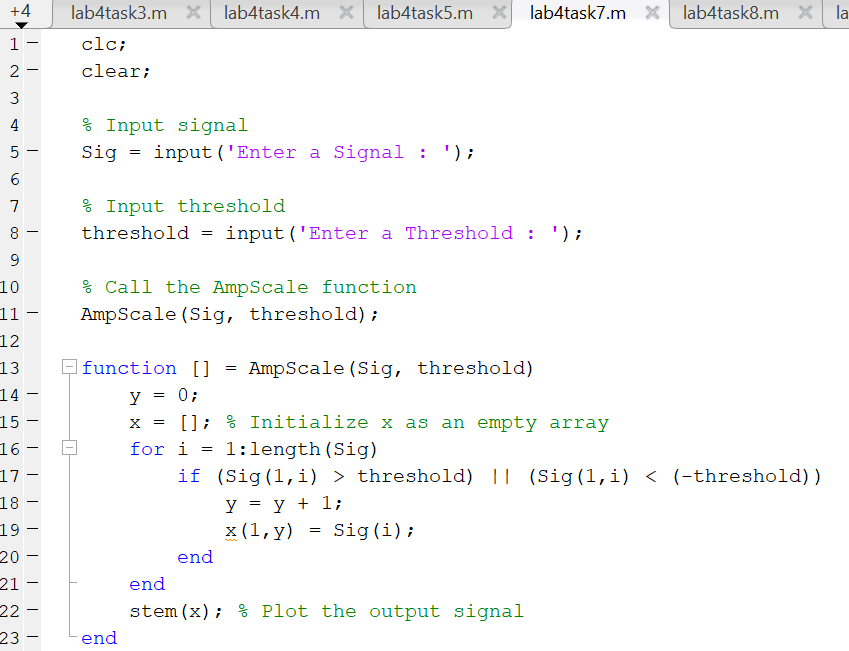 +4 lab4task3.m lab4task4.m lab4task5.m lab4task7.m lab4task8.m la
1 clc;
2 clear;
3
4 % Input signal
5 Sig = input('Enter a Signal : ');
6
7 % Input threshold
8 threshold = input('Enter a Threshold : ');
9
10 % Call the AmpScale function
11 AmpScale(Sig, threshold);
12
13 function [] = AmpScale(Sig, threshold)
14 y = 0;
15 x = []; % Initialize x as an empty array
16 for i = 1:length(Sig)
17 if (Sig(1,i) > threshold) || (Sig(1,i) < (-threshold))
18 y = y + 1;
19 x(1,y) = Sig(i);
20 end
21 end
22 stem(x); % Plot the output signal
23 end